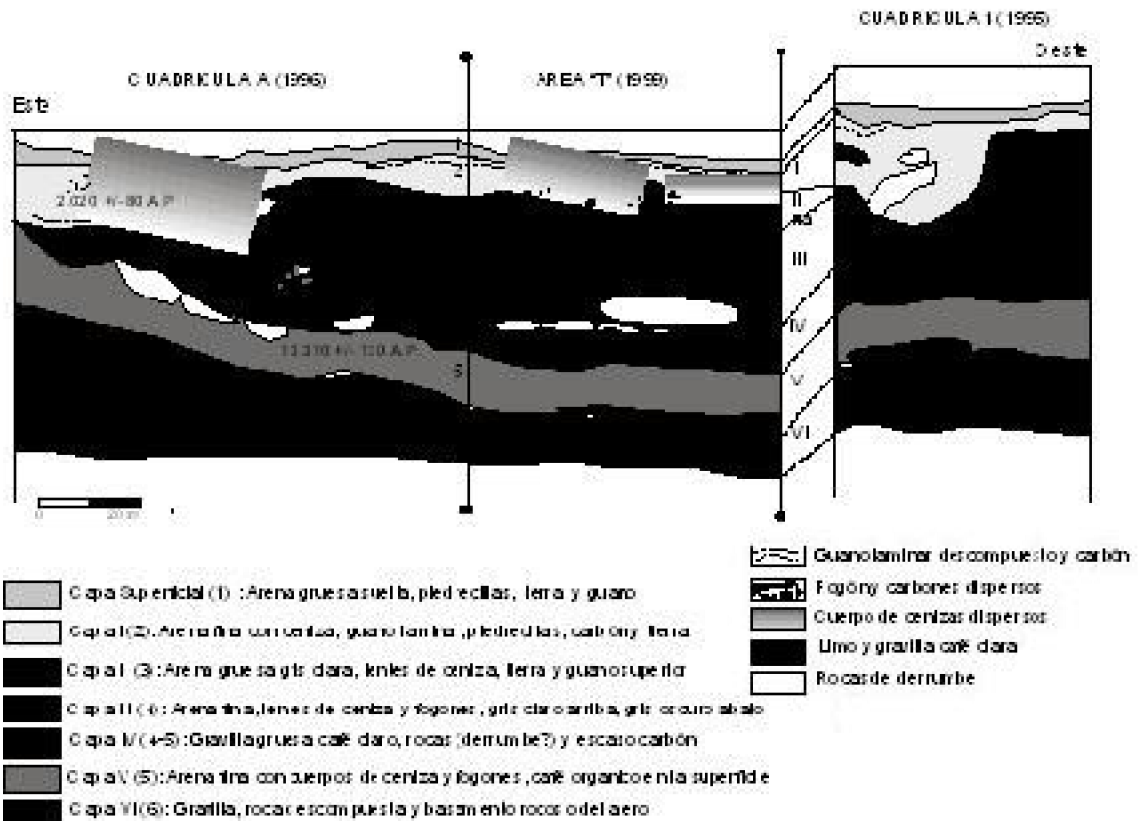 CUADRICULA 1 (1995)
Oeste
CUADRICULA A (1996)
AREA "T" (1999)
Este
1
2
I
II
III
IV
V
VI
2.020 +/- 80 A.P.
5
0
Guano laminar descompuesto y carbón
Fogón y carbones dispersos
Cuerpo de cenizas dispersos
Limo y gravilla café clara
Rocas de derrumbe
Capa Superficial (1) : Arena gruesa suelta, piedrecillas, tierra y guano
Capa I (2): Arena fina con ceniza, guano laminar, piedrecillas, carbón y tierra
Capa II (3): Arena gruesa gris clara, lentes de ceniza, tierra y guano superior
Capa III (4): Arena fina, lentes de ceniza y fogones, gris claro arriba, gris oscuro abajo
Capa IV (4-5): Gravilla gruesa café claro, rocas (derrumbe?) y escaso carbón
Capa V (5): Arena fina con cuerpos de ceniza y fogones, café organico en la superficie
Capa VI (6): Gravilla, roca descompuesta y basamento rocoso del alero